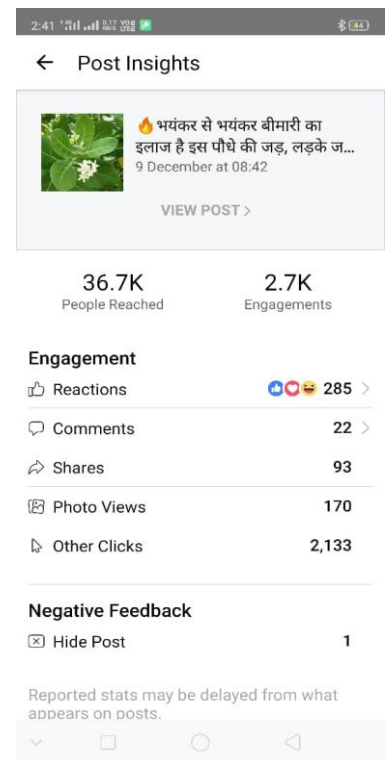 2:41
44
Post Insights
🔥भयंकर से भयंकर बीमारी का
इलाज है इस पौधे की जड़, लड़के ज...
9 December at 08:42
VIEW POST >
36.7K 2.7K
People Reached Engagements
Engagement
Reactions 285
Comments 22
Shares 93
Photo Views 170
Other Clicks 2,133
Negative Feedback
Hide Post 1
Reported stats may be delayed from what
appears on posts.